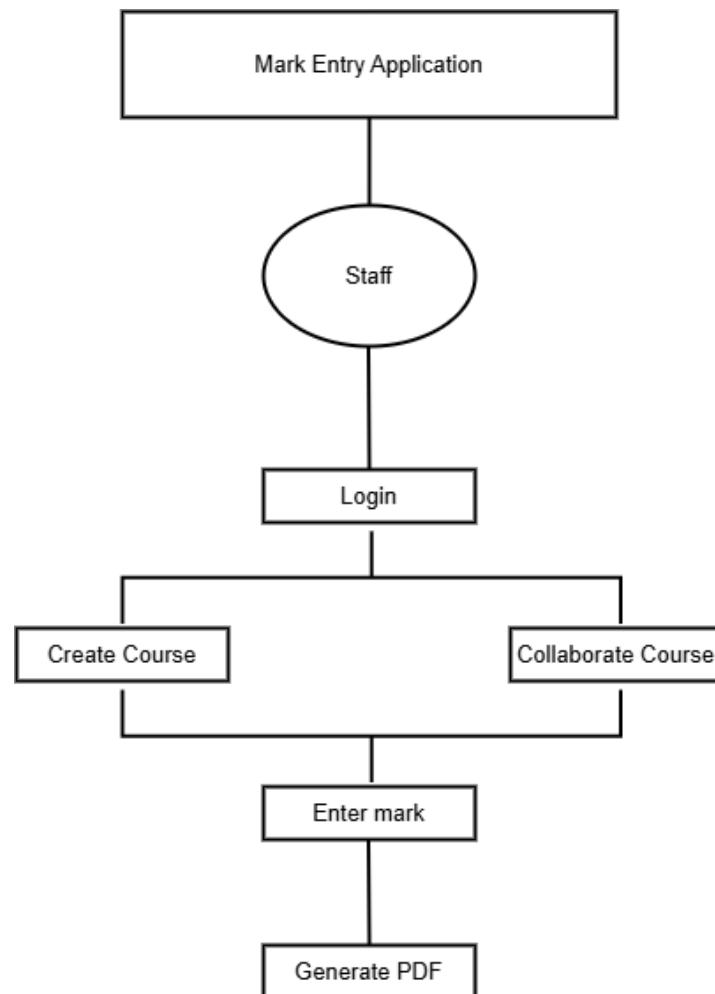 Mark Entry Application
Staff
Login
Create Course
Collaborate Course
Enter mark
Generate PDF